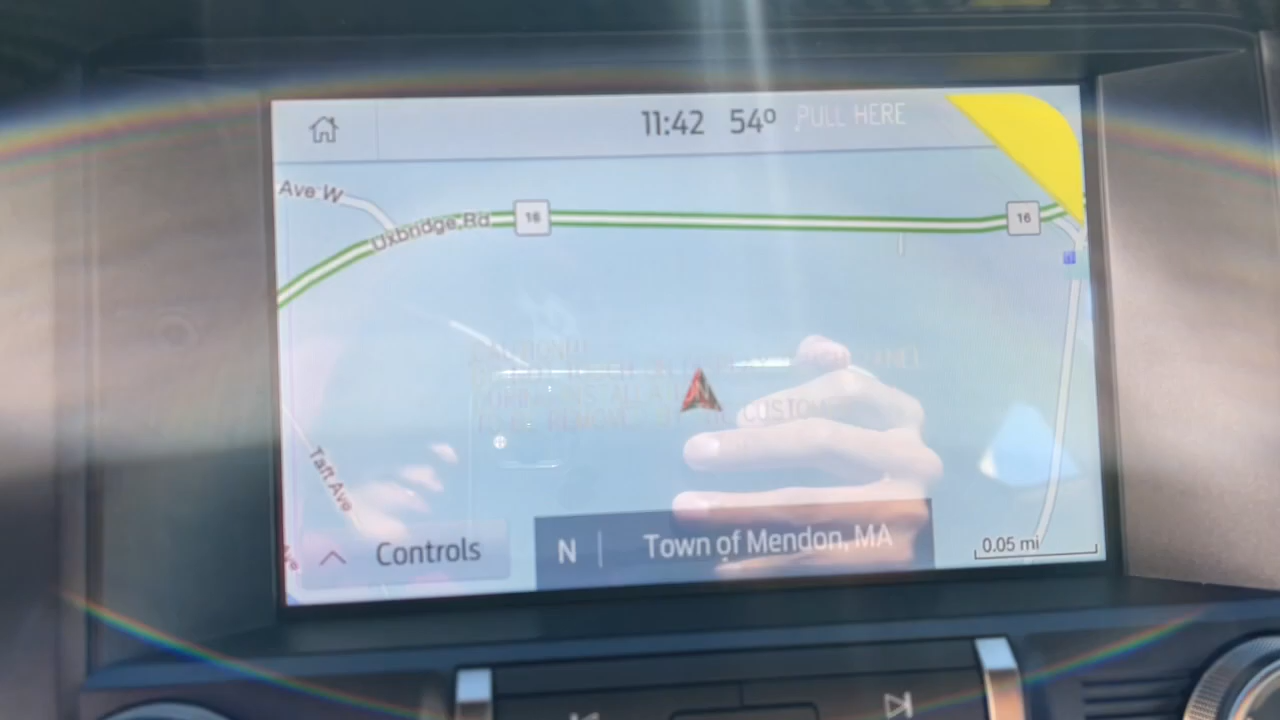 11:42 54° PULL HERE
Ave W
Uxbridge Rd
16
16
Taft Ave
Ave
Controls
N
Town of Mendon, MA
0.05 mi